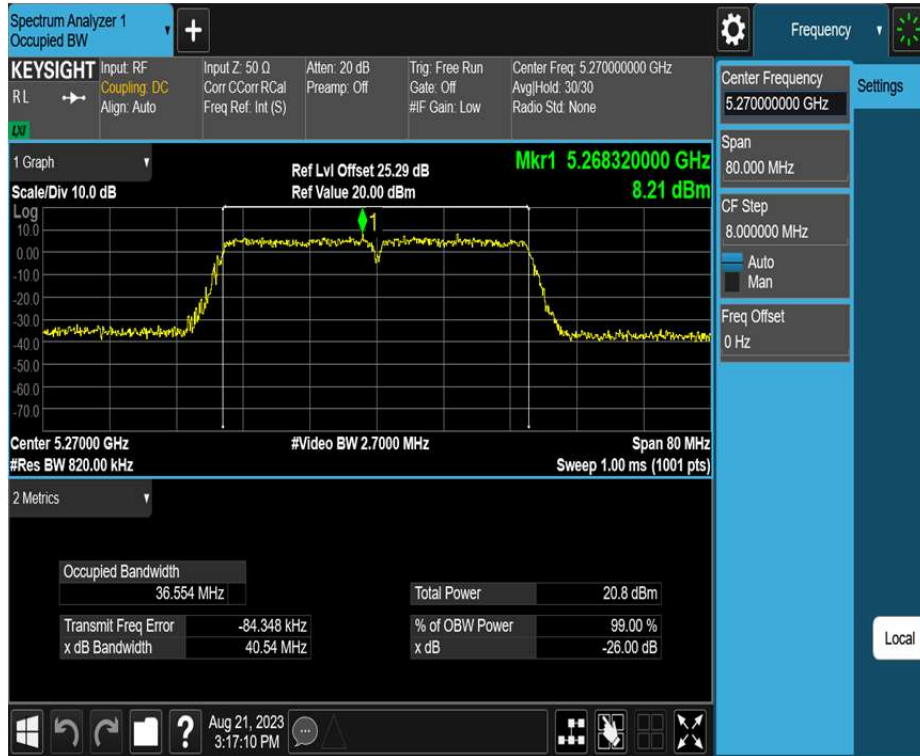 Spectrum Analyzer 1
Occupied BW
+
Frequency
KEYSIGHT
R L
LXI
Input: RF
Coupling: DC
Align: Auto
Input Z: 50 Ω
Corr CCorr RCal
Freq Ref: Int (S)
Atten: 20 dB
Preamp: Off
Trig: Free Run
Gate: Off
#IF Gain: Low
Center Freq: 5.270000000 GHz
Avg|Hold: 30/30
Radio Std: None
Center Frequency
5.270000000 GHz
Settings
Span
80.000 MHz
CF Step
8.000000 MHz
Auto
Man
Freq Offset
0 Hz
1 Graph
Scale/Div 10.0 dB
Ref Lvl Offset 25.29 dB
Ref Value 20.00 dBm
Mkr1 5.268320000 GHz
8.21 dBm
Log
10.0
0.00
-10.0
-20.0
-30.0
-40.0
-50.0
-60.0
-70.0
1
Center 5.27000 GHz
#Res BW 820.00 kHz
#Video BW 2.7000 MHz
Span 80 MHz
Sweep 1.00 ms (1001 pts)
2 Metrics
Occupied Bandwidth
36.554 MHz
Total Power 20.8 dBm
Transmit Freq Error -84.348 kHz
% of OBW Power 99.00 %
x dB Bandwidth 40.54 MHz
x dB -26.00 dB
Local
?
Aug 21, 2023
3:17:10 PM